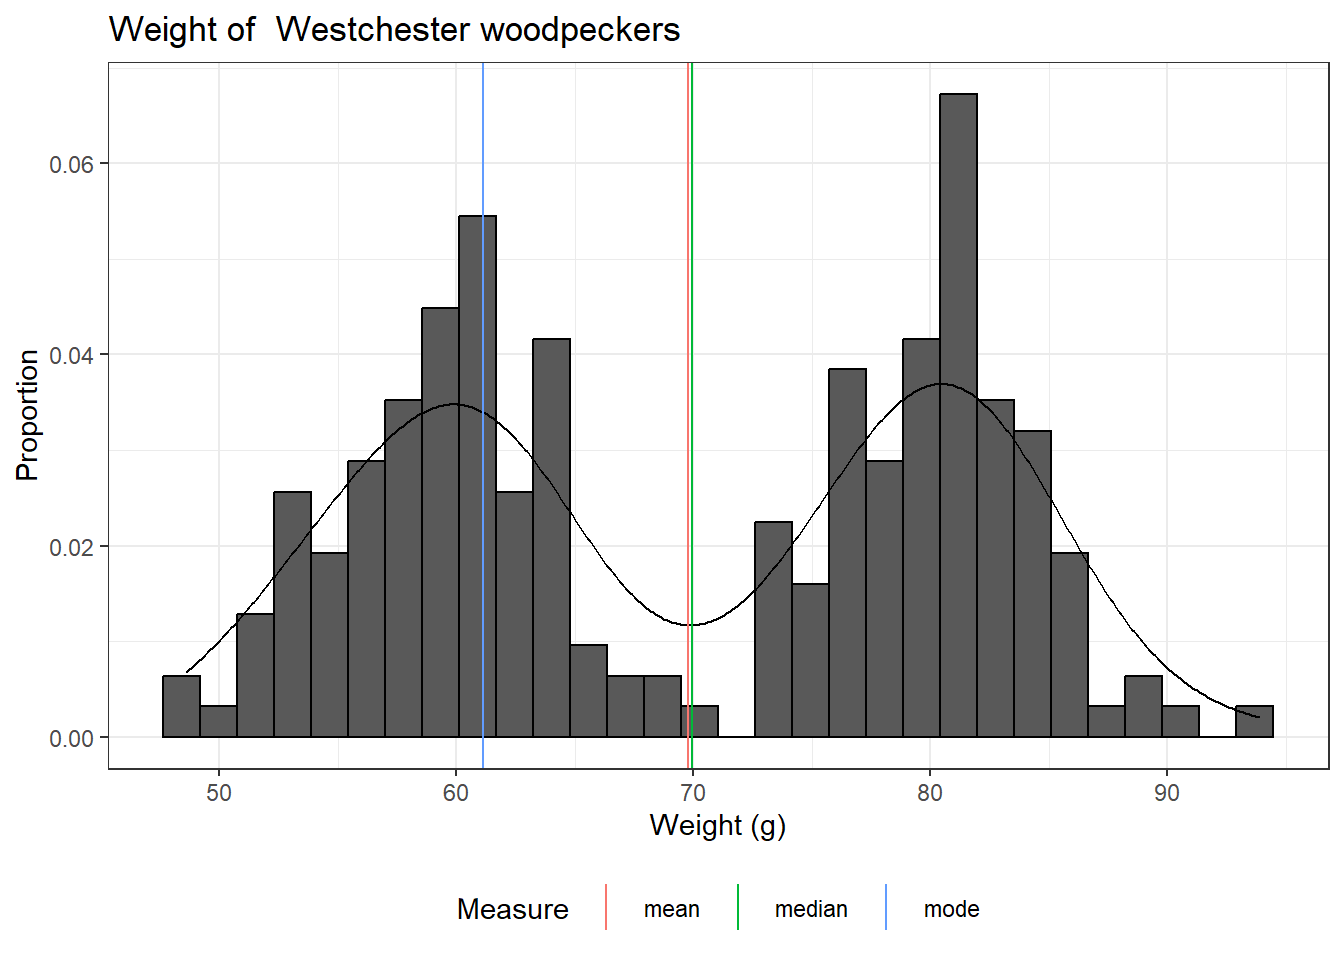 Weight of  Westchester woodpeckers
Proportion
0.06
0.04
0.02
0.00
50 60 70 80 90
Weight (g)
Measure mean median mode